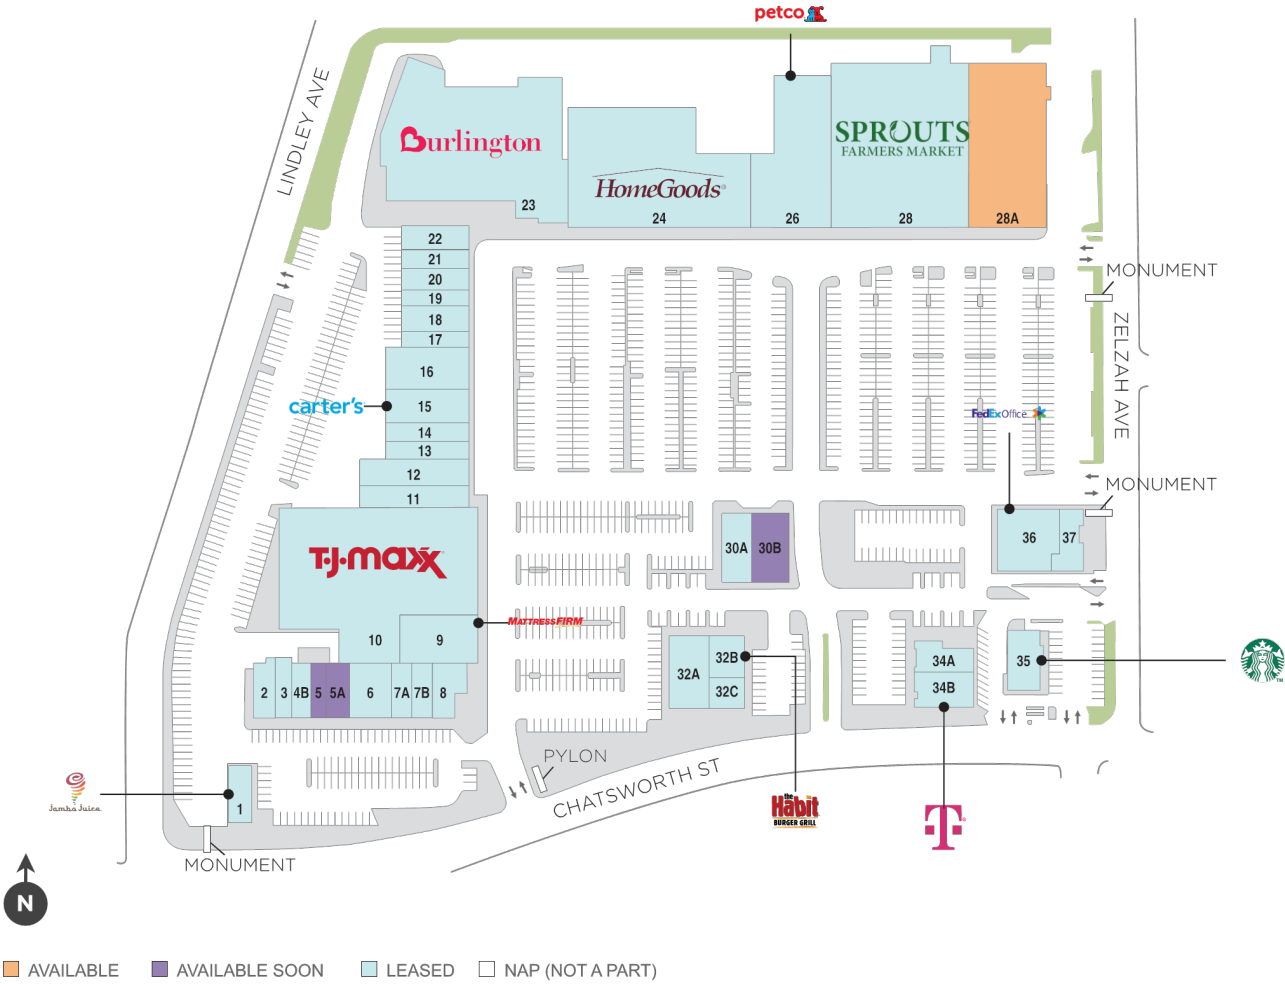 petco
LINDLEY AVE
Burlington
SPROUTS
FARMERS MARKET
HomeGoods
23
24
26
28
28A
22
21
20
19
18
17
16
carter's
15
14
13
12
11
MONUMENT
ZELZAH AVE
FedEx Office
MONUMENT
T·J·maxx
30A
30B
36
37
MATTRESSFIRM
10
9
2
3
4B
5
5A
6
7A
7B
8
32A
32B
32C
34A
34B
35
PYLON
CHATSWORTH ST
Jamba Juice
1
MONUMENT
the
Habit
BURGER GRILL
T
N
AVAILABLE
AVAILABLE SOON
LEASED
NAP (NOT A PART)